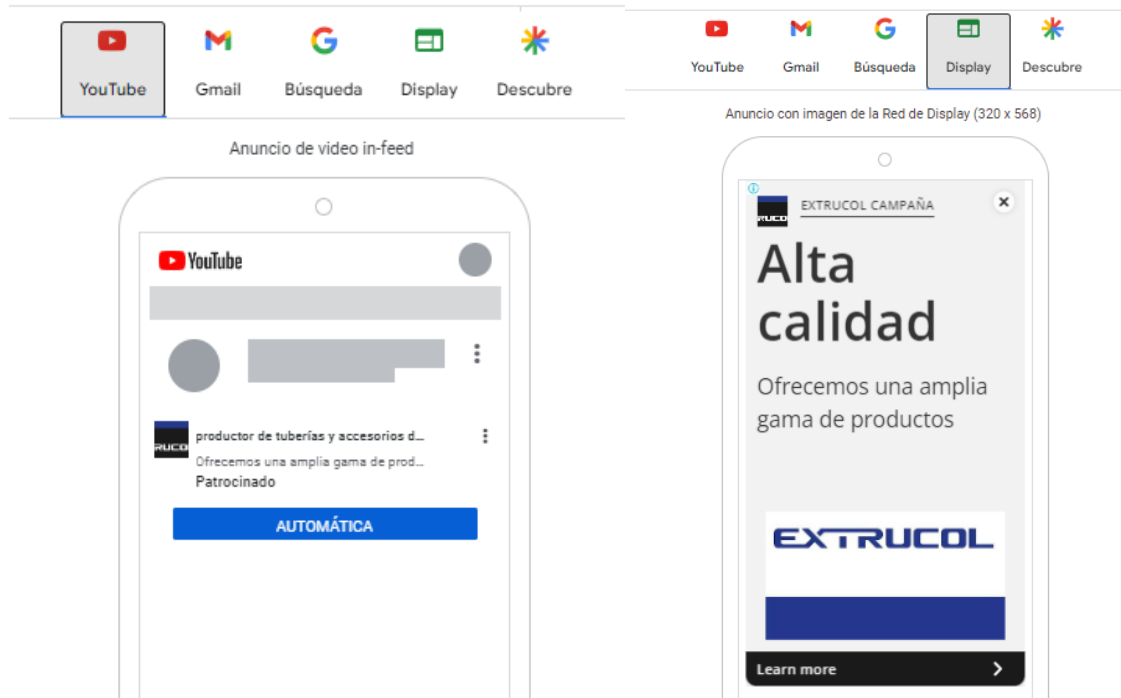 YouTube
Gmail
Búsqueda
Display
Descubre
Anuncio de video in-feed
YouTube
RUCO
productor de tuberías y accesorios d...
Ofrecemos una amplia gama de prod...
Patrocinado
AUTOMÁTICA
YouTube
Gmail
Búsqueda
Display
Descubre
Anuncio con imagen de la Red de Display (320 x 568)
RUCO
EXTRUCOL CAMPAÑA
Alta
calidad
Ofrecemos una amplia
gama de productos
EXTRUCOL
Learn more